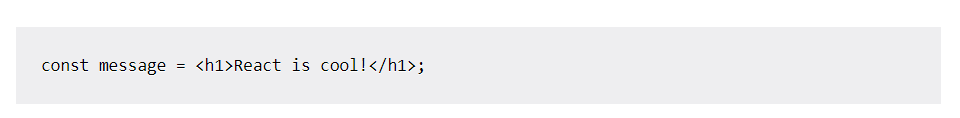 const message = <h1>React is cool!</h1>;